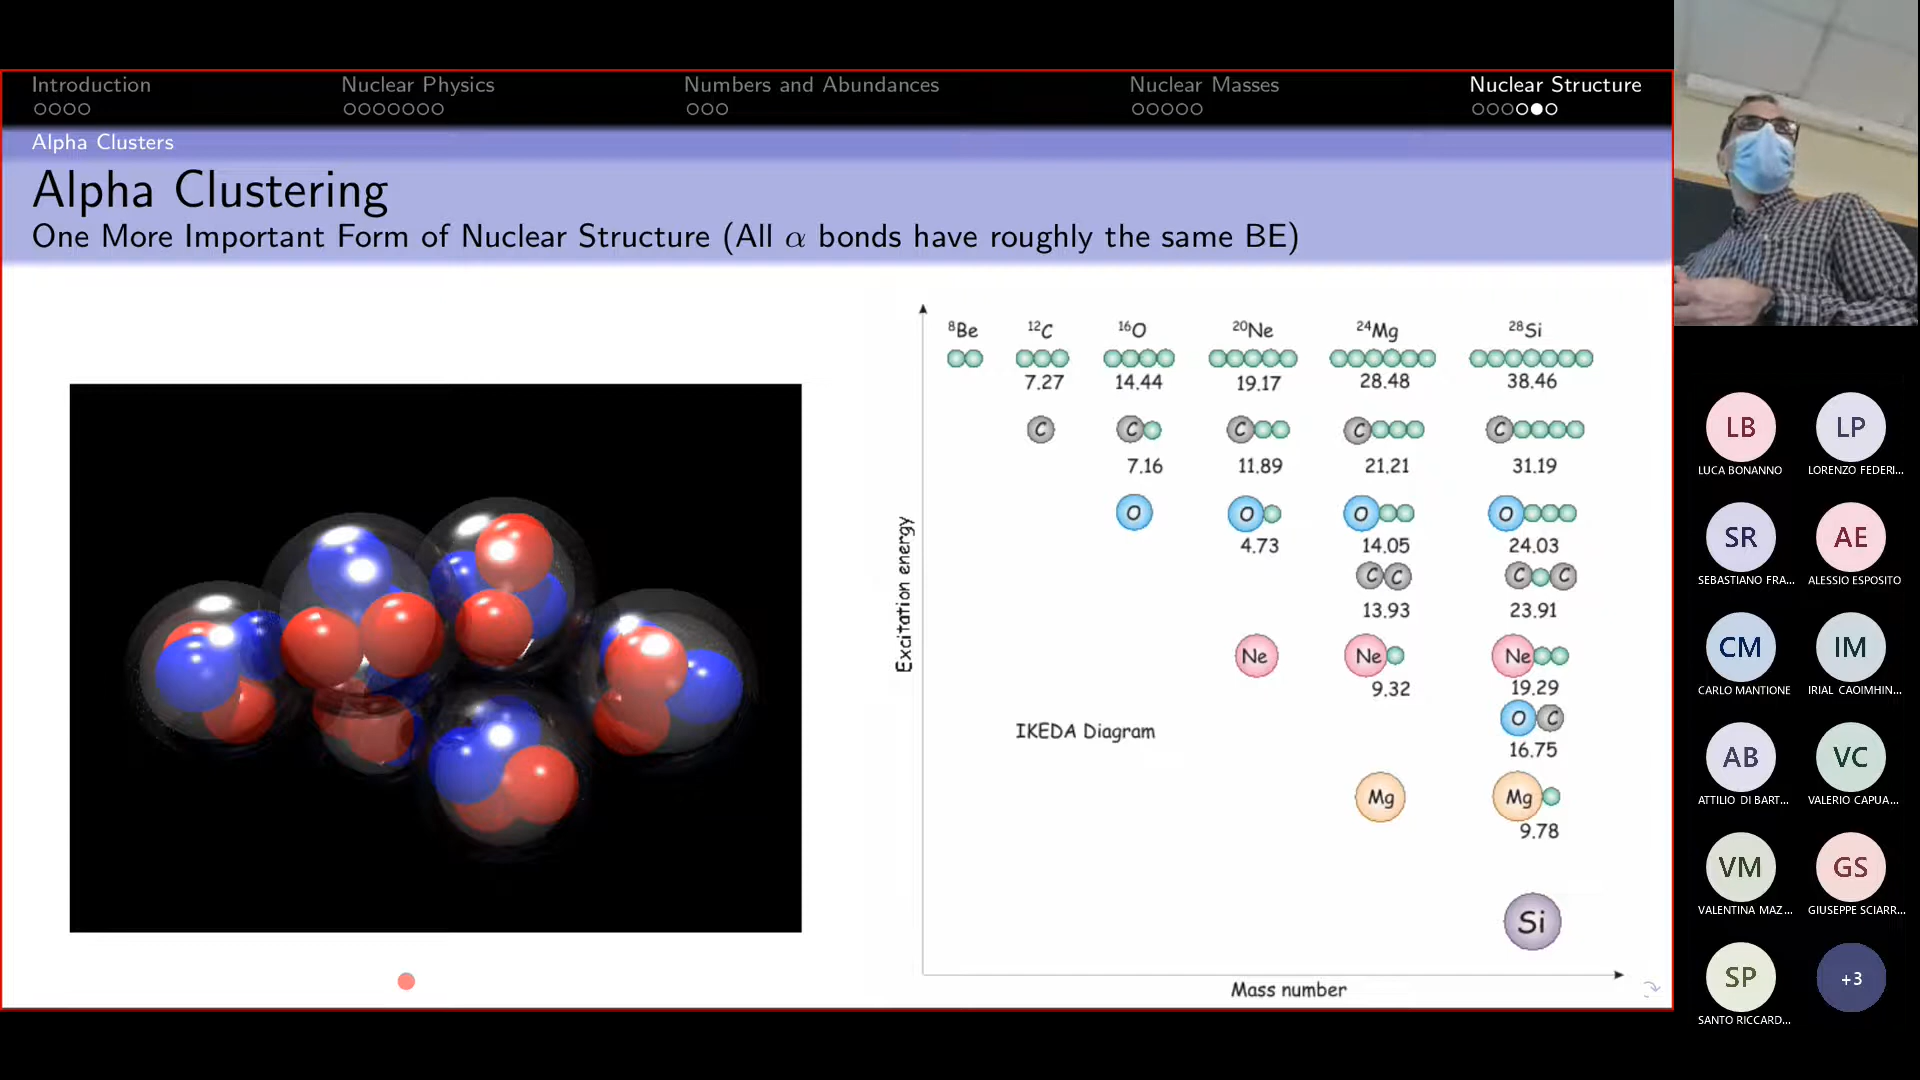 Introduction
Nuclear Physics
Numbers and Abundances
Nuclear Masses
Nuclear Structure
Alpha Clusters
Alpha Clustering
One More Important Form of Nuclear Structure (All α bonds have roughly the same BE)
⁸Be ¹²C ¹⁶O ²⁰Ne ²⁴Mg ²⁸Si
7.27 14.44 19.17 28.48 38.46
C C C C C
7.16 11.89 21.21 31.19
O O O O
4.73 14.05 24.03
C C C C
13.93 23.91
Ne Ne Ne
9.32 19.29
O C
16.75
Mg Mg
9.78
Si
IKEDA Diagram
Excitation energy
Mass number
LB
LUCA BONANNO
LP
LORENZO FEDERI...
SR
SEBASTIANO FRA...
AE
ALESSIO ESPOSITO
CM
CARLO MANTIONE
IM
IRIAL CAOIMHIN...
AB
ATTILIO DI BART...
VC
VALERIO CAPUA...
VM
VALENTINA MAZ...
GS
GIUSEPPE SCIARR...
SP
SANTO RICCARD...
+3